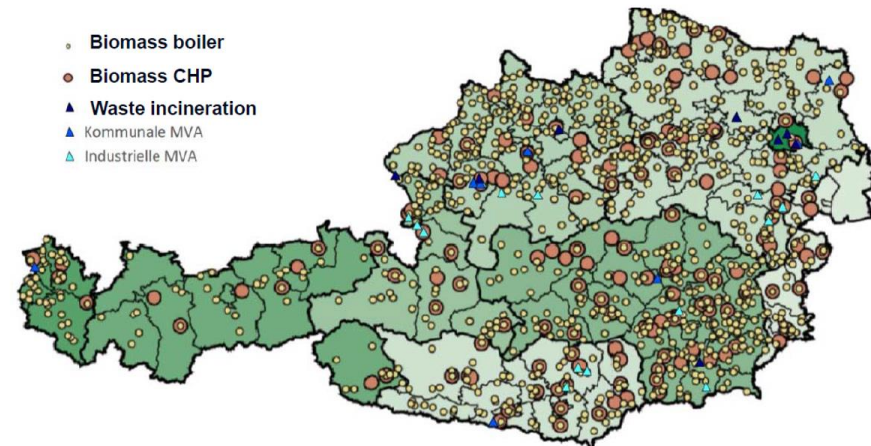 Biomass boiler
Biomass CHP
Waste incineration
Kommunale MVA
Industrielle MVA